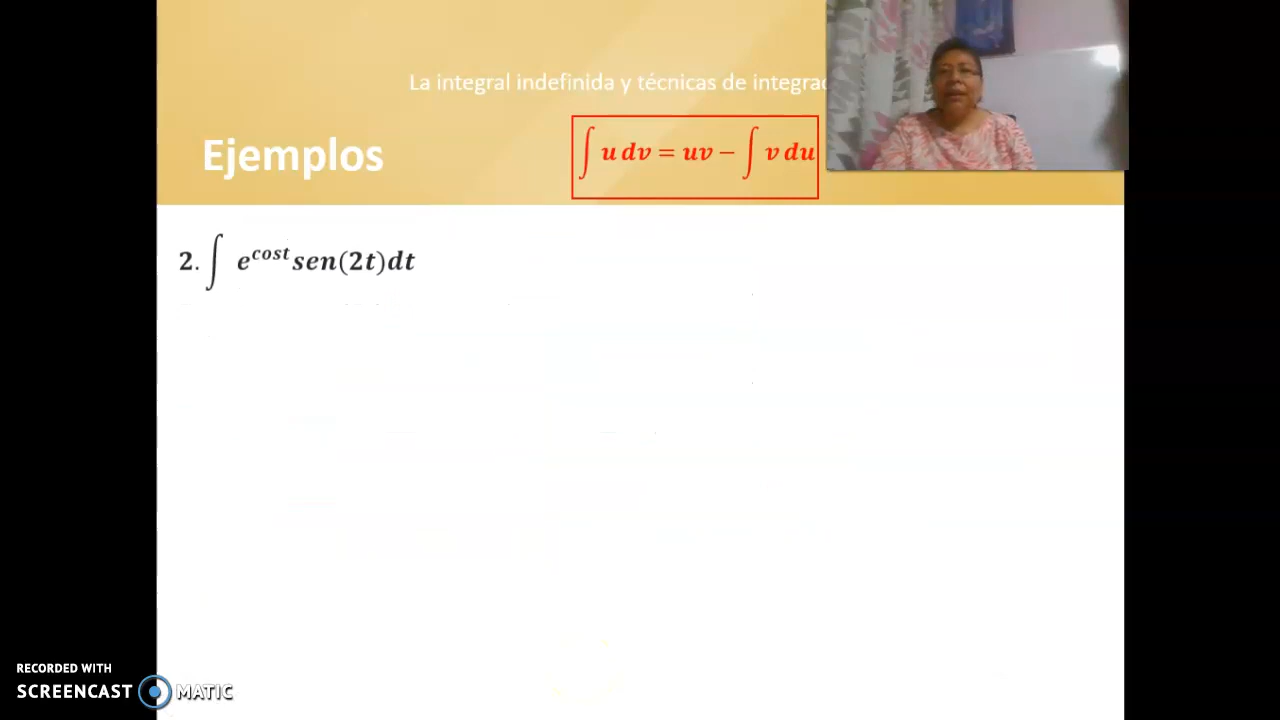 La integral indefinida y técnicas de integrac
Ejemplos
∫ u dv = uv − ∫ v du
2. ∫ e^{cost} sen(2t)dt
RECORDED WITH
SCREENCAST MATIC